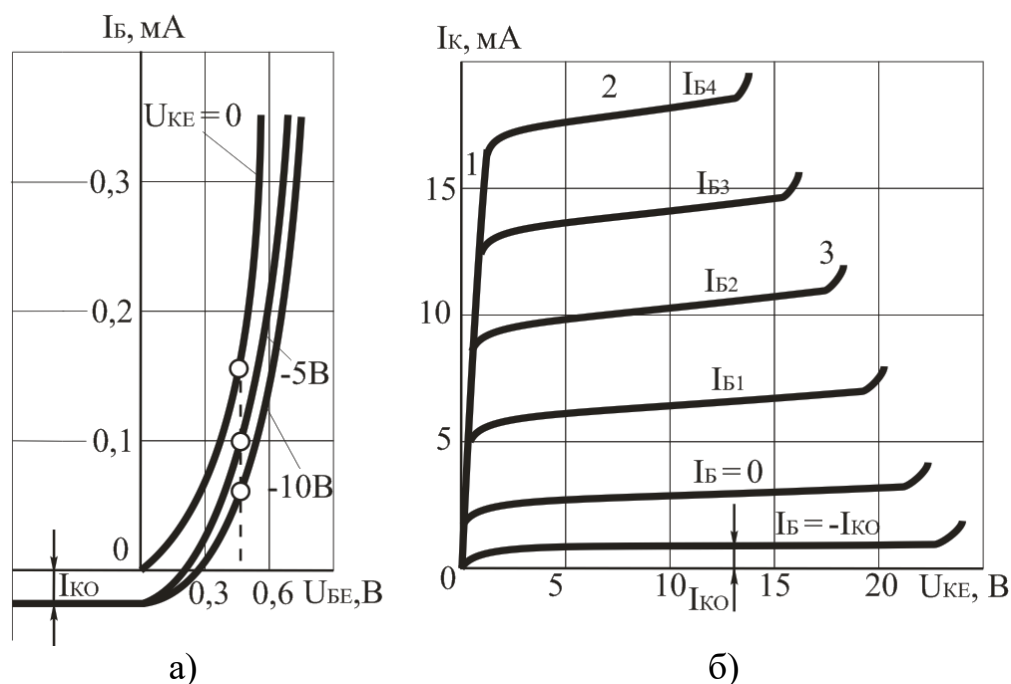 IБ, мА
UКЕ = 0
0,3
0,2
-5В
0,1
-10В
0
IКО
0,3
0,6
UБЕ,В
а)
IК, мА
2
IБ4
1
15
IБ3
3
IБ2
10
IБ1
5
IБ = 0
IБ = -IКО
0
5
10
IКО
15
20
UКЕ, В
б)